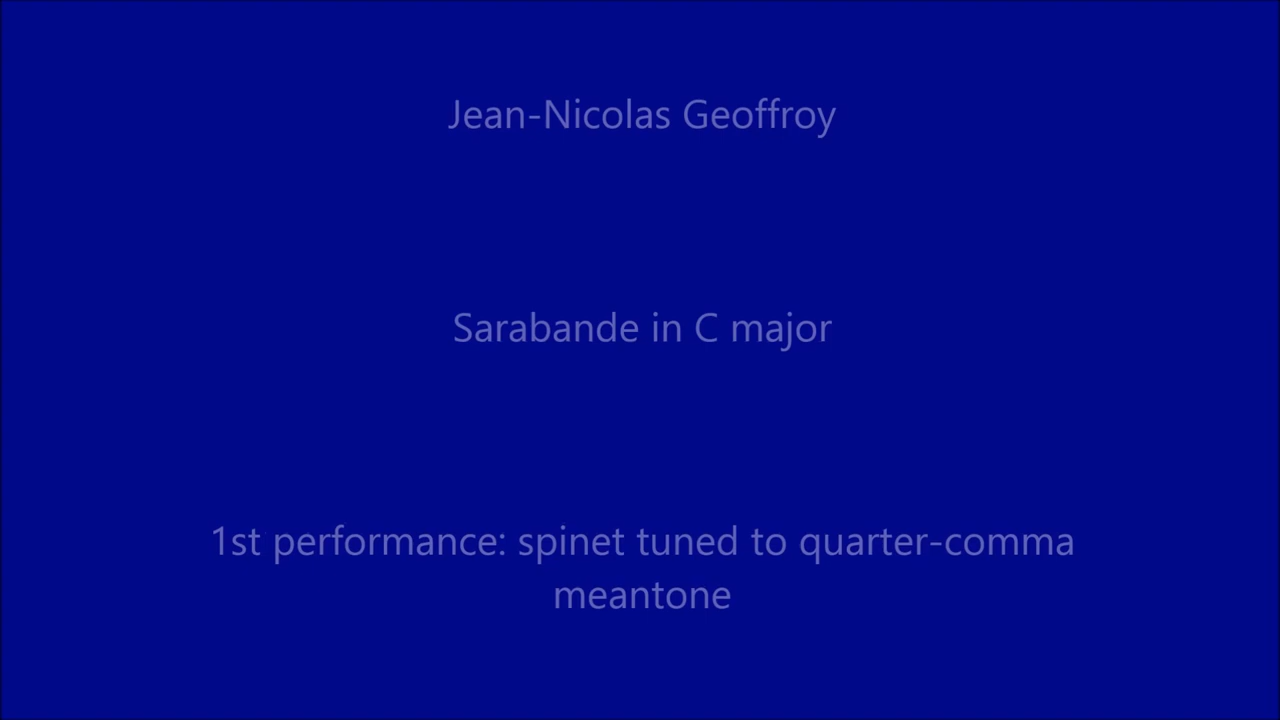 Jean-Nicolas Geoffroy
Sarabande in C major
1st performance: spinet tuned to quarter-comma
meantone